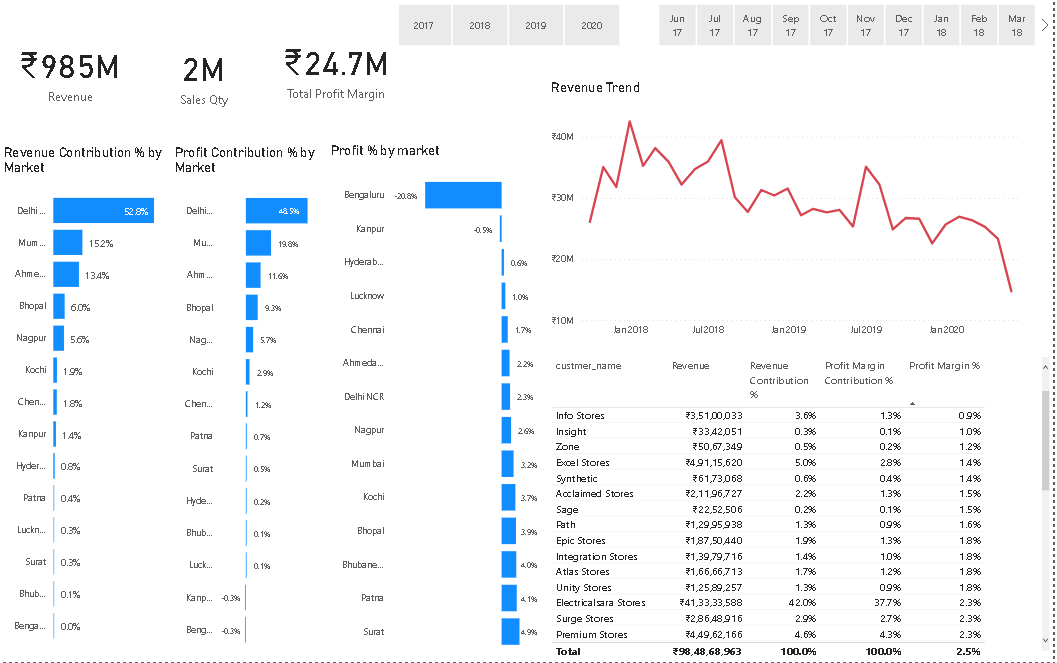 2017 2018 2019 2020
Jun 17 Jul 17 Aug 17 Sep 17 Oct 17 Nov 17 Dec 17 Jan 18 Feb 18 Mar 18
₹985M
Revenue
2M
Sales Qty
₹24.7M
Total Profit Margin
Revenue Contribution % by
Market
Delhi ... 52.8%
Mum ... 15.2%
Ahme... 13.4%
Bhopal 6.0%
Nagpur 5.6%
Kochi 1.9%
Chen... 1.8%
Kanpur 1.4%
Hyder... 0.8%
Patna 0.4%
Luckn... 0.3%
Surat 0.3%
Bhub... 0.1%
Benga... 0.0%
Profit Contribution % by
Market
Delhi... 48.5%
Mu... 19.8%
Ahm... 11.6%
Bhopal 9.3%
Nag... 5.7%
Kochi 2.9%
Chen... 1.2%
Patna 0.7%
Surat 0.5%
Hyde... 0.2%
Bhub... 0.1%
Luck... 0.1%
Kanp... -0.3%
Beng... -0.3%
Profit % by market
Bengaluru -20.8%
Kanpur -0.5%
Hyderab... 0.6%
Lucknow 1.0%
Chennai 1.7%
Ahmeda... 2.2%
Delhi NCR 2.3%
Nagpur 2.6%
Mumbai 3.2%
Kochi 3.7%
Bhopal 3.9%
Bhubane... 4.0%
Patna 4.1%
Surat 4.9%
Revenue Trend
₹40M
₹30M
₹20M
₹10M
Jan 2018 Jul 2018 Jan 2019 Jul 2019 Jan 2020
custmer_name Revenue Revenue Contribution % Profit Margin Contribution % Profit Margin %
Info Stores ₹3,51,00,033 3.6% 1.3% 0.9%
Insight ₹33,42,051 0.3% 0.1% 1.0%
Zone ₹50,67,349 0.5% 0.2% 1.2%
Excel Stores ₹4,91,15,620 5.0% 2.8% 1.4%
Synthetic ₹61,73,068 0.6% 0.4% 1.4%
Acclaimed Stores ₹2,11,96,727 2.2% 1.3% 1.5%
Sage ₹22,52,506 0.2% 0.1% 1.5%
Path ₹1,29,95,938 1.3% 0.9% 1.6%
Epic Stores ₹1,87,50,440 1.9% 1.3% 1.8%
Integration Stores ₹1,39,79,716 1.4% 1.0% 1.8%
Atlas Stores ₹1,66,66,713 1.7% 1.2% 1.8%
Unity Stores ₹1,25,89,257 1.3% 0.9% 1.8%
Electricalsara Stores ₹41,33,33,588 42.0% 37.7% 2.3%
Surge Stores ₹2,86,48,916 2.9% 2.7% 2.3%
Premium Stores ₹4,49,62,166 4.6% 4.3% 2.3%
Total ₹98,48,68,963 100.0% 100.0% 2.5%